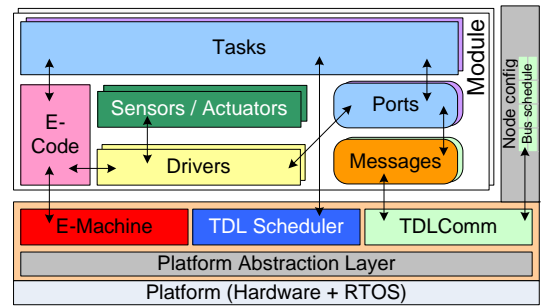 Tasks
Module
Node config
Bus schedule
E-
Code
Sensors / Actuators
Ports
Drivers
Messages
E-Machine
TDL Scheduler
TDLComm
Platform Abstraction Layer
Platform (Hardware + RTOS)